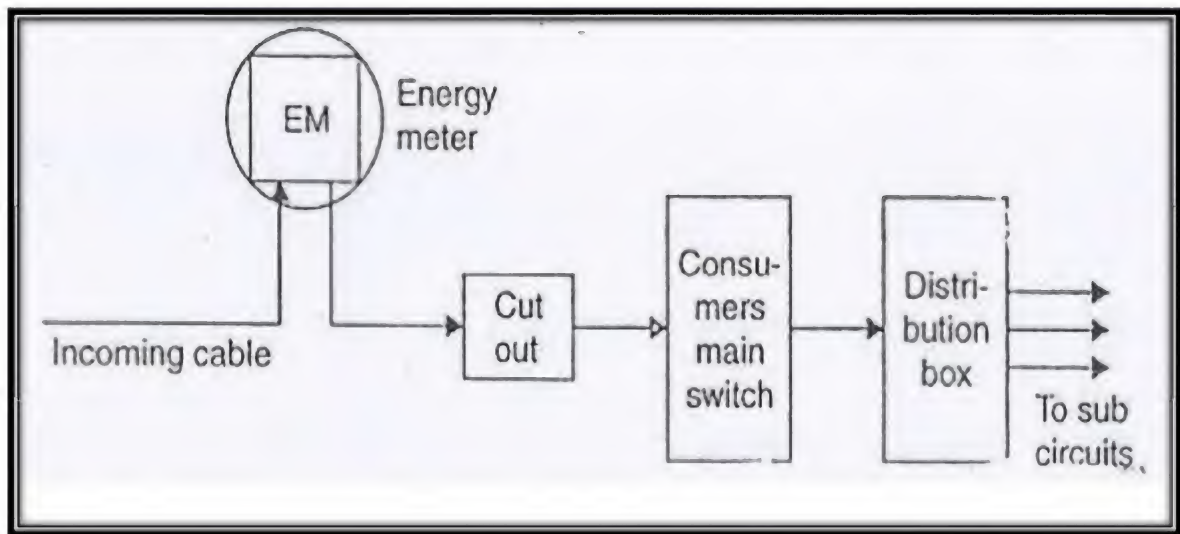 EM
Energy
meter
Incoming cable
Cut
out
Consu-
mers
main
switch
Distri-
bution
box
To sub
circuits